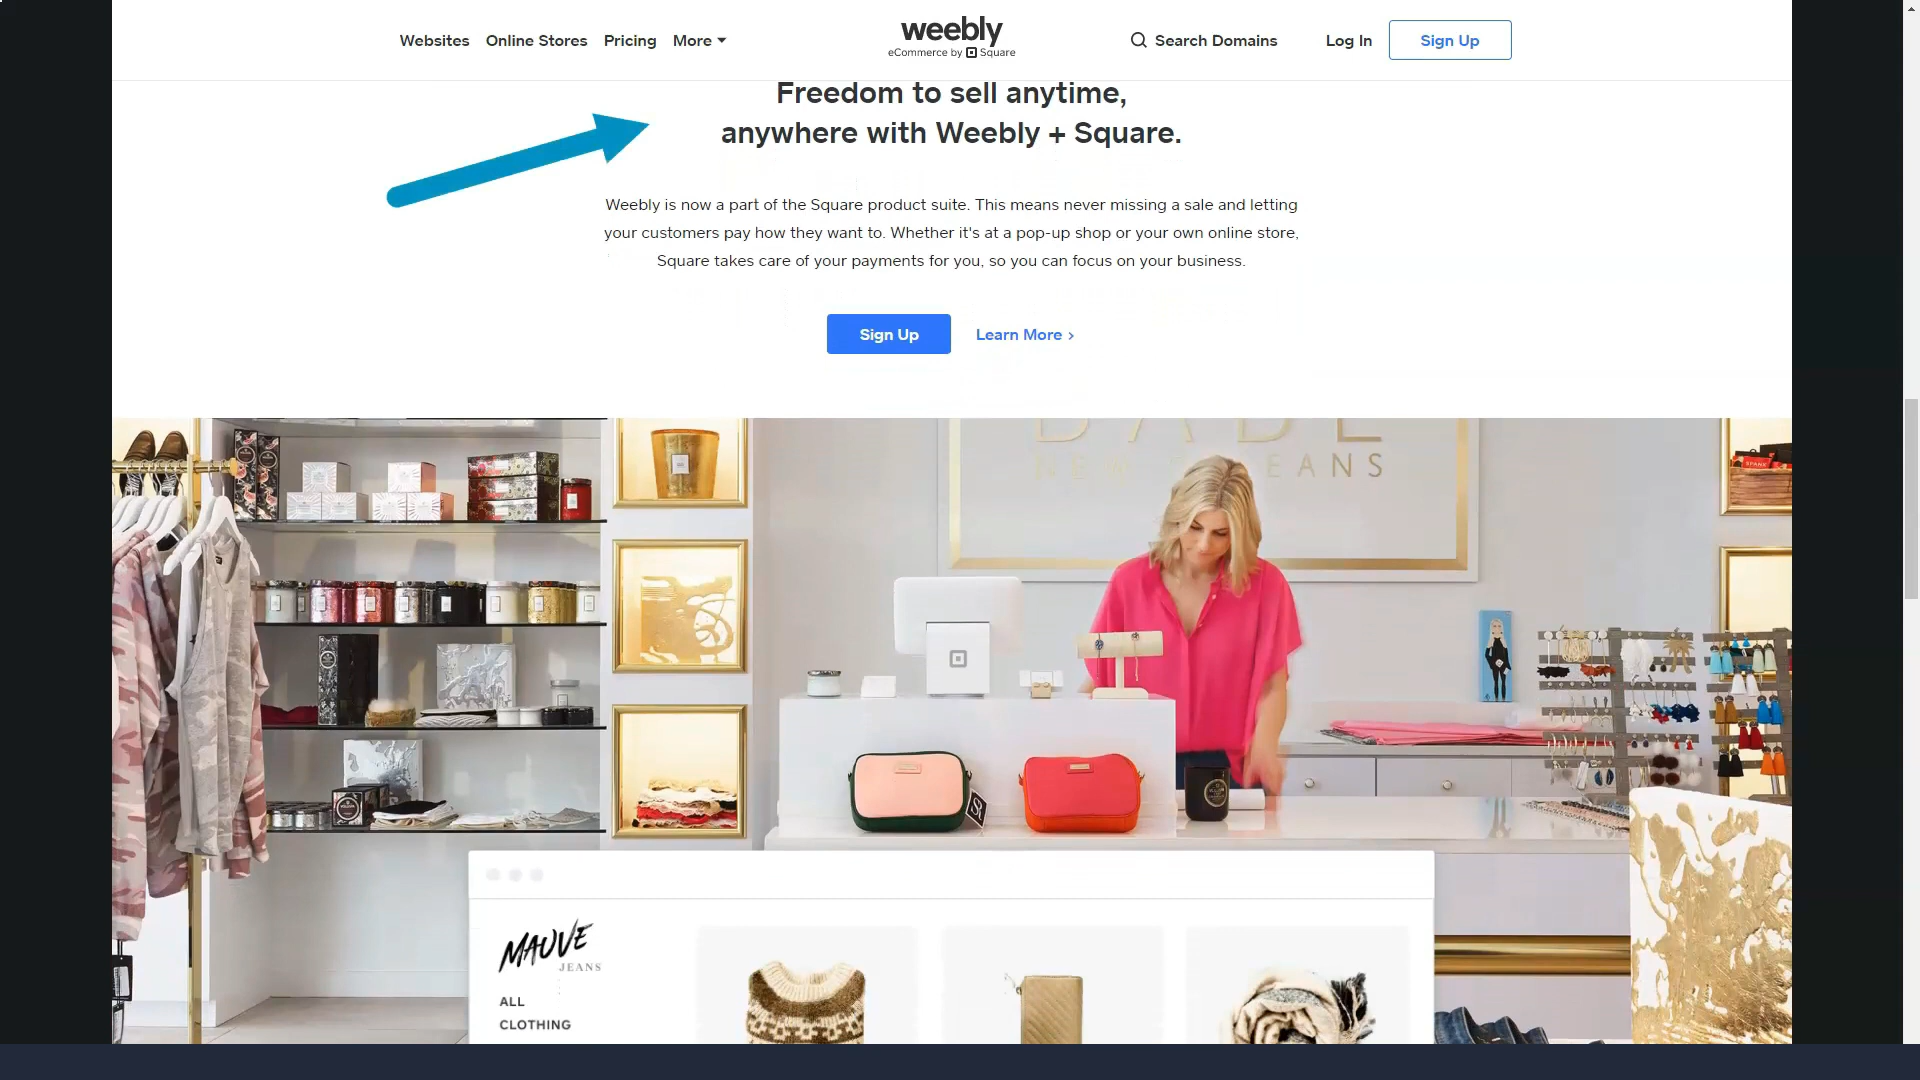 Websites Online Stores Pricing More
weebly
eCommerce by Square
Search Domains
Log In
Sign Up
Freedom to sell anytime,
anywhere with Weebly + Square.
Weebly is now a part of the Square product suite. This means never missing a sale and letting
your customers pay how they want to. Whether it's at a pop-up shop or your own online store,
Square takes care of your payments for you, so you can focus on your business.
Sign Up Learn More ›
SPANX
MAUVE
JEANS
ALL
CLOTHING